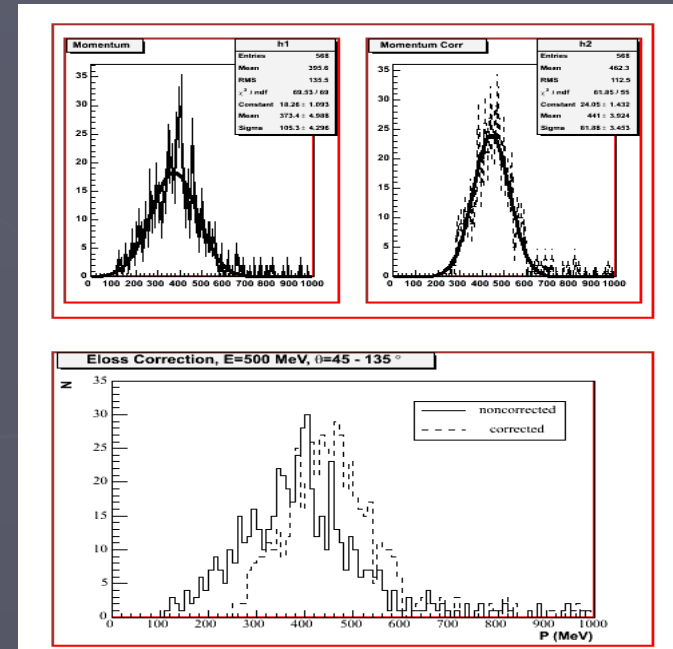 Momentum
h1
Entries 568
Mean 395.6
RMS 135.5
χ² / ndf 69.53 / 69
Constant 18.26 ± 1.093
Mean 373.4 ± 4.988
Sigma 105.3 ± 4.296
35
30
25
20
15
10
5
0
0 100 200 300 400 500 600 700 800 900 1000
Momentum Corr
h2
Entries 568
Mean 462.3
RMS 112.5
χ² / ndf 61.85 / 55
Constant 24.05 ± 1.432
Mean 441 ± 3.924
Sigma 81.88 ± 3.453
35
30
25
20
15
10
5
0
0 100 200 300 400 500 600 700 800 900 1000
Eloss Correction, E=500 MeV, θ=45 - 135 °
N
35
30
25
20
15
10
5
0
noncorrected
corrected
0 100 200 300 400 500 600 700 800 900 1000
P (MeV)